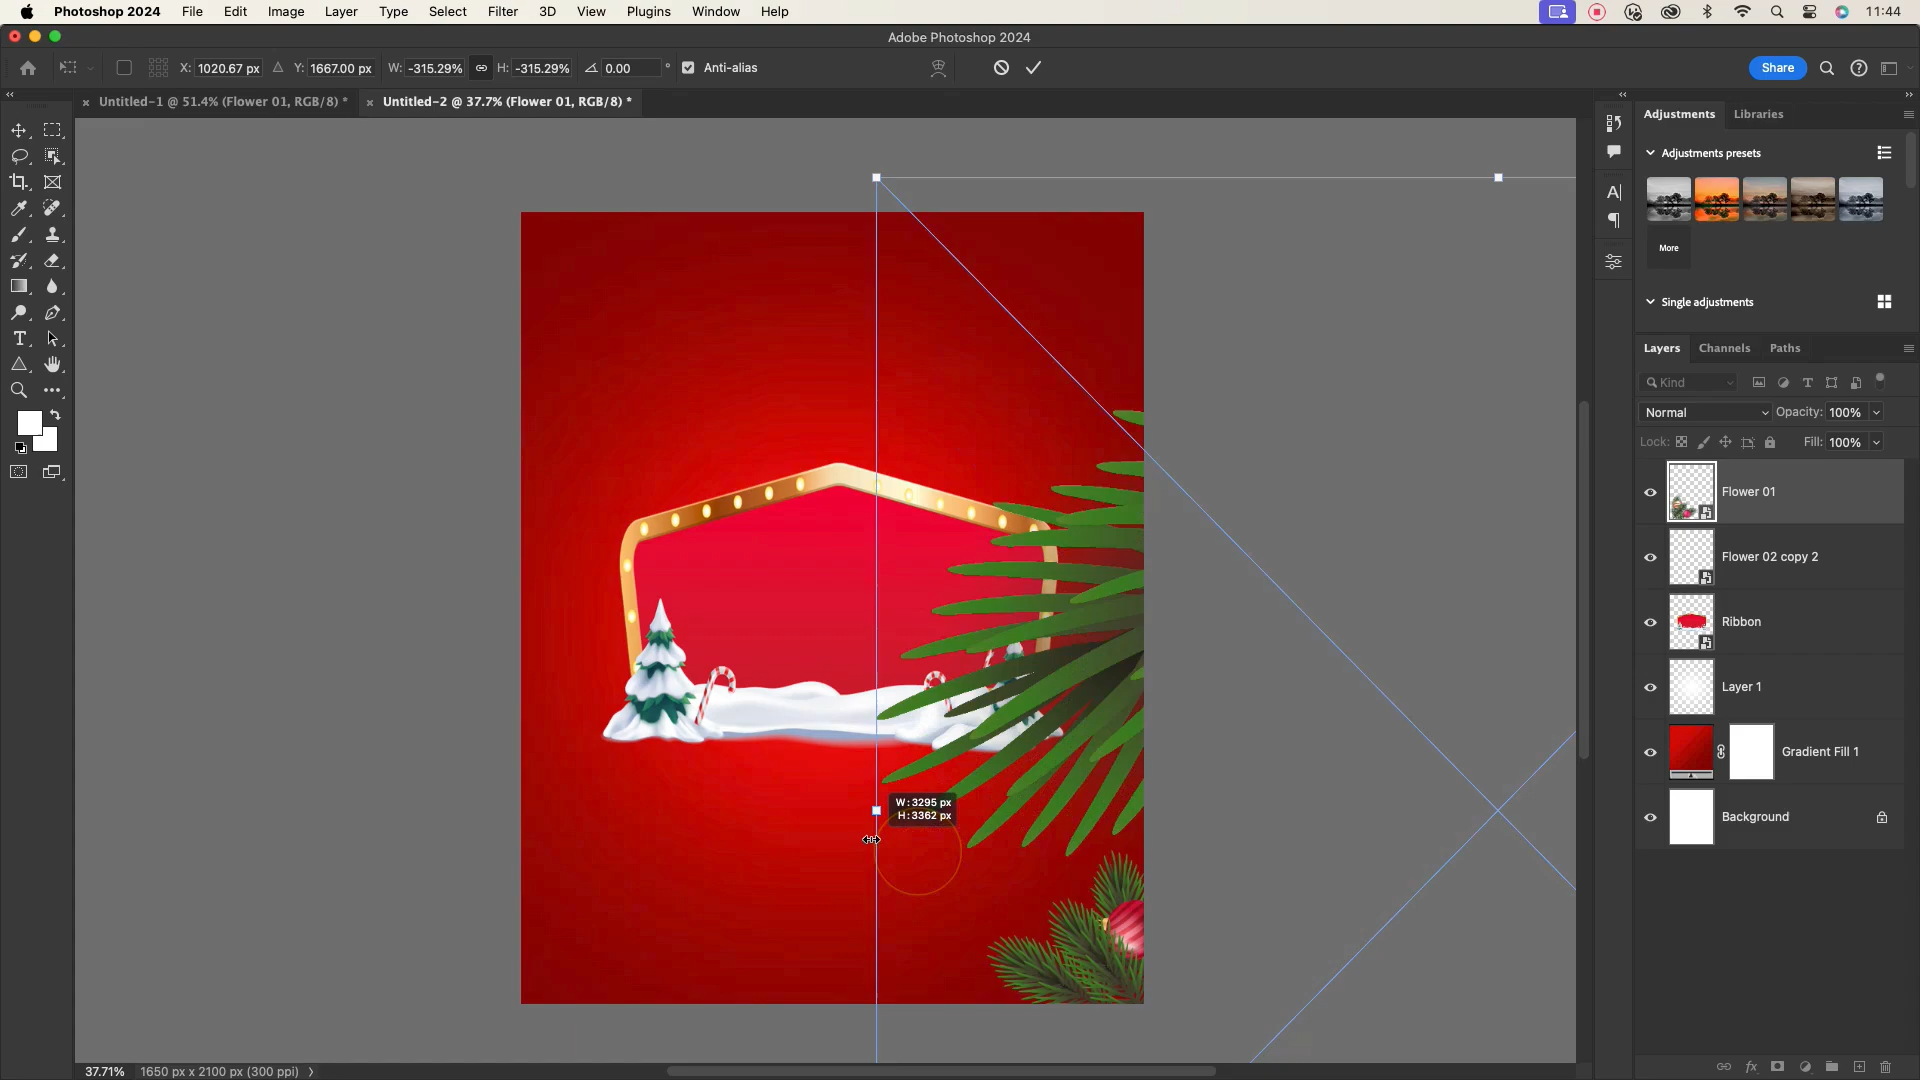 Photoshop 2024 File Edit Image Layer Type Select Filter 3D View Plugins Window Help 11:44
Adobe Photoshop 2024
X: 1020.67 px Y: 1667.00 px W: -315.29% H: -315.29% 0.00 ° Anti-alias Share
Untitled-1 @ 51.4% (Flower 01, RGB/8) * Untitled-2 @ 37.7% (Flower 01, RGB/8) *
Adjustments Libraries
Adjustments presets
More
Single adjustments
Layers Channels Paths
Kind
Normal Opacity: 100%
Lock: Fill: 100%
Flower 01
Flower 02 copy 2
Ribbon
Layer 1
Gradient Fill 1
Background
W: 3295 px
H: 3362 px
37.71% 1650 px x 2100 px (300 ppi)